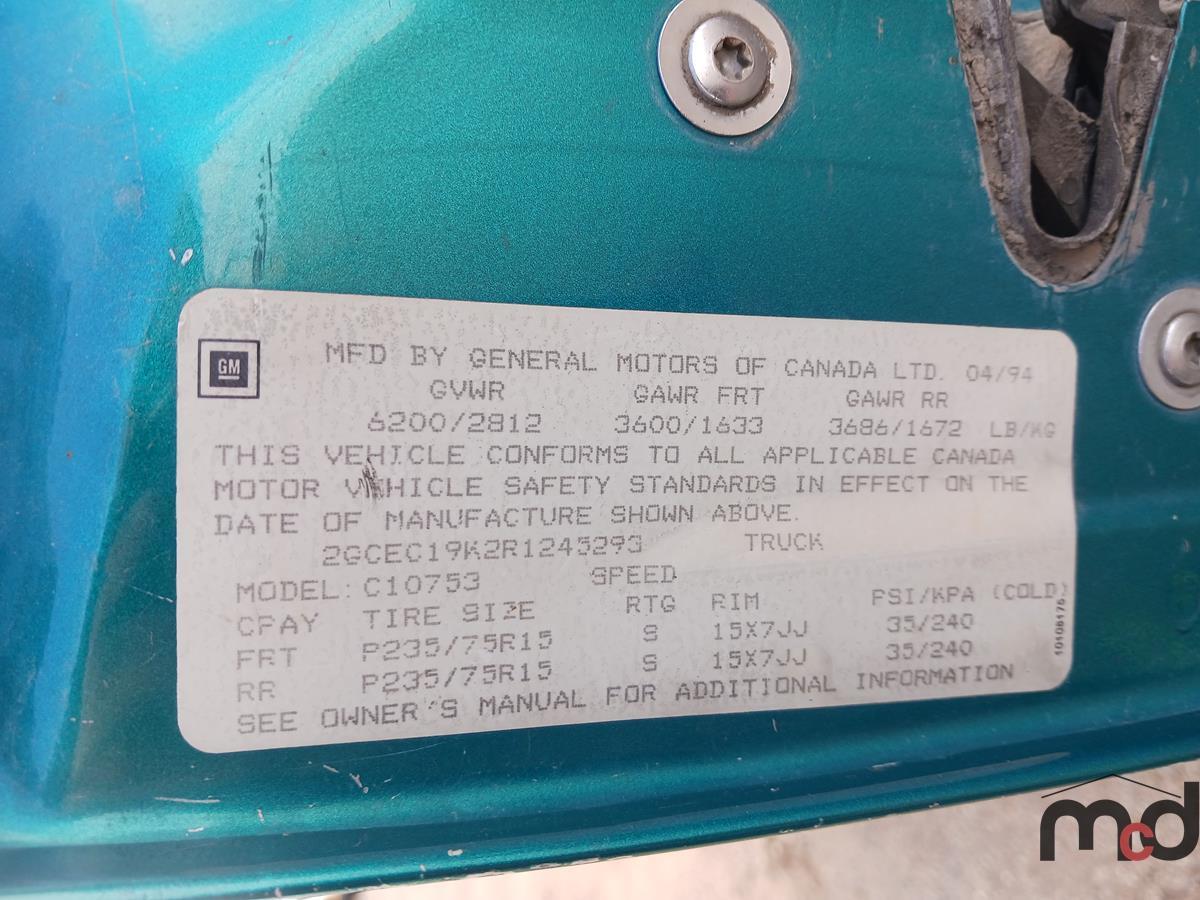 GM
MFD BY GENERAL MOTORS OF CANADA LTD. 04/94
GVWR GAWR FRT GAWR RR
6200/2812 3600/1633 3686/1672 LB/KG
THIS VEHICLE CONFORMS TO ALL APPLICABLE CANADA
MOTOR VEHICLE SAFETY STANDARDS IN EFFECT ON THE
DATE OF MANUFACTURE SHOWN ABOVE.
2GCEC19K2R1245293 TRUCK
MODEL: C10753 SPEED
CPAY TIRE SIZE RTG RIM PSI/KPA (COLD)
FRT P235/75R15 S 15X7JJ 35/240
RR P235/75R15 S 15X7JJ 35/240
SEE OWNER'S MANUAL FOR ADDITIONAL INFORMATION
10108176
mcd